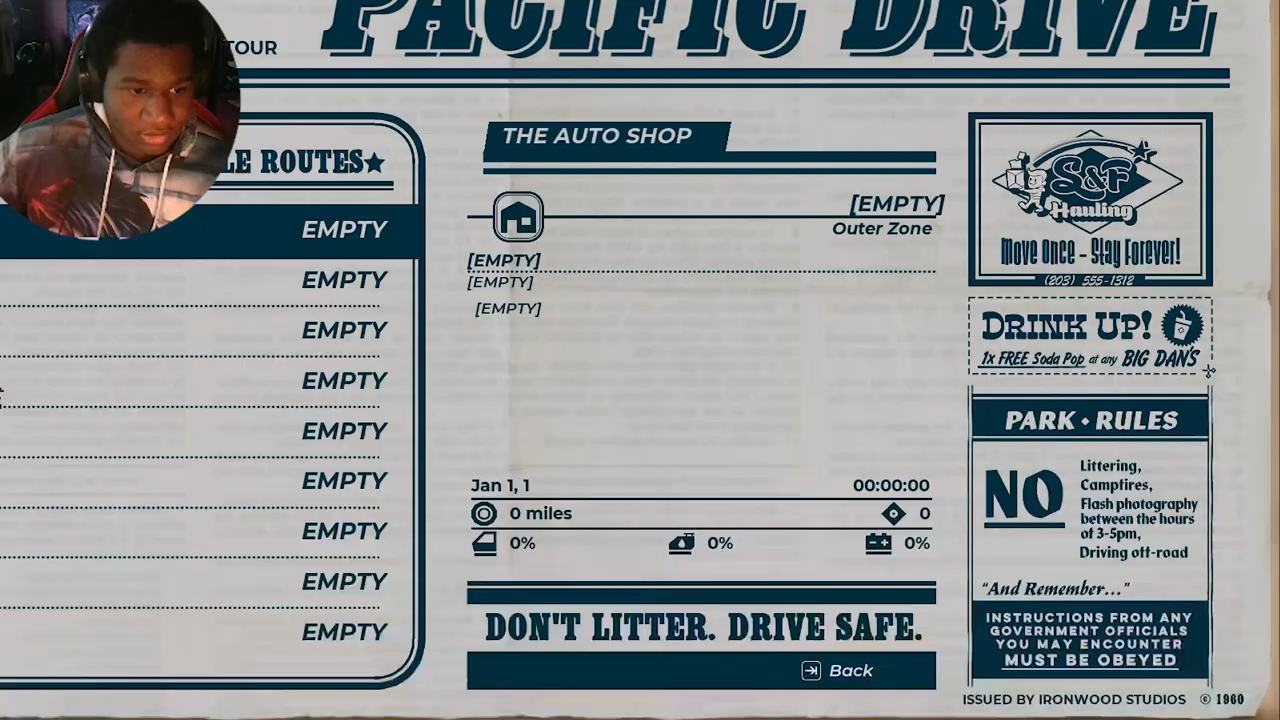 TOUR
PACIFIC DRIVE
LE ROUTES★
EMPTY
EMPTY
EMPTY
EMPTY
EMPTY
EMPTY
EMPTY
EMPTY
EMPTY
THE AUTO SHOP
[EMPTY]
Outer Zone
[EMPTY]
[EMPTY]
[EMPTY]
Jan 1, 1 00:00:00
0 miles 0
0% 0% 0%
DON'T LITTER. DRIVE SAFE.
Back
S&F
Hauling
Move Once - Stay Forever!
(203) 555-1312
DRINK UP!
1x FREE Soda Pop at any BIG DAN'S
PARK • RULES
NO
Littering,
Campfires,
Flash photography
between the hours
of 3-5pm,
Driving off-road
"And Remember..."
INSTRUCTIONS FROM ANY
GOVERNMENT OFFICIALS
YOU MAY ENCOUNTER
MUST BE OBEYED
ISSUED BY IRONWOOD STUDIOS © 1960